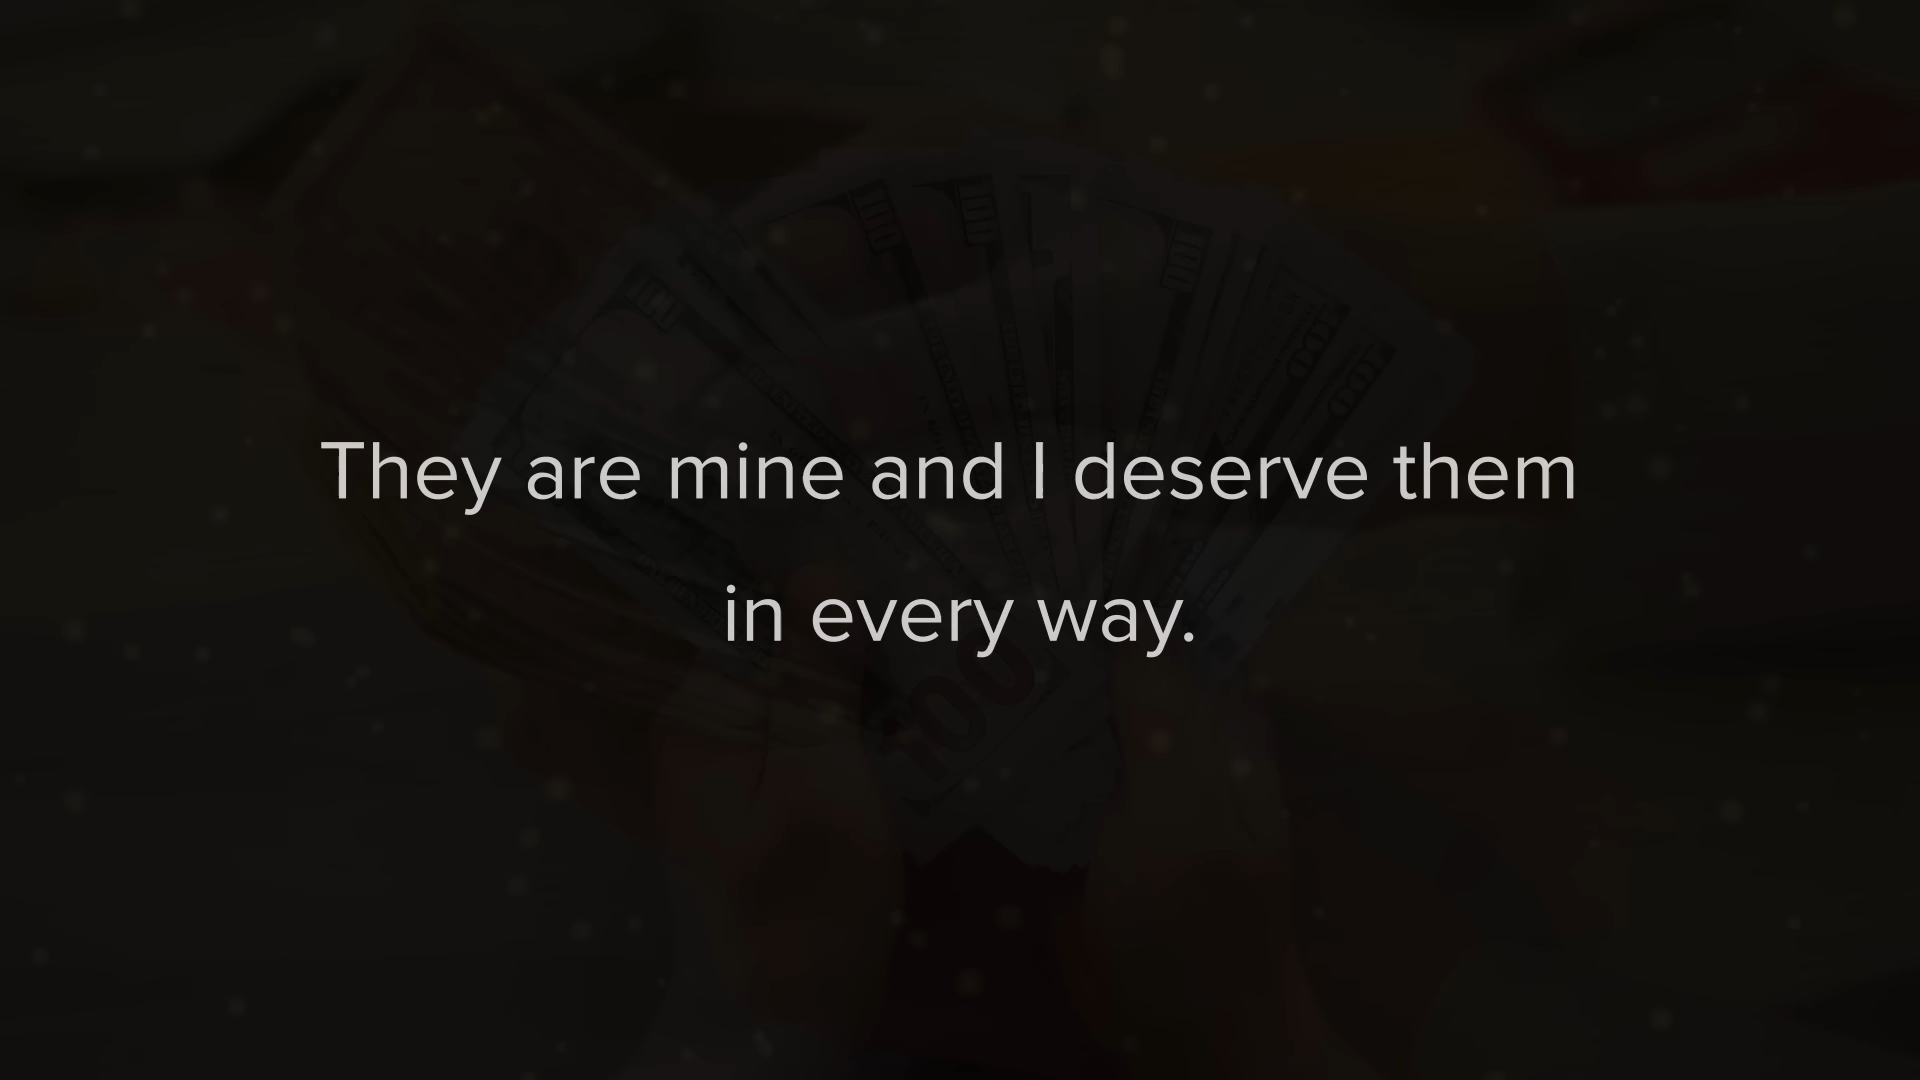 They are mine and I deserve them
in every way.